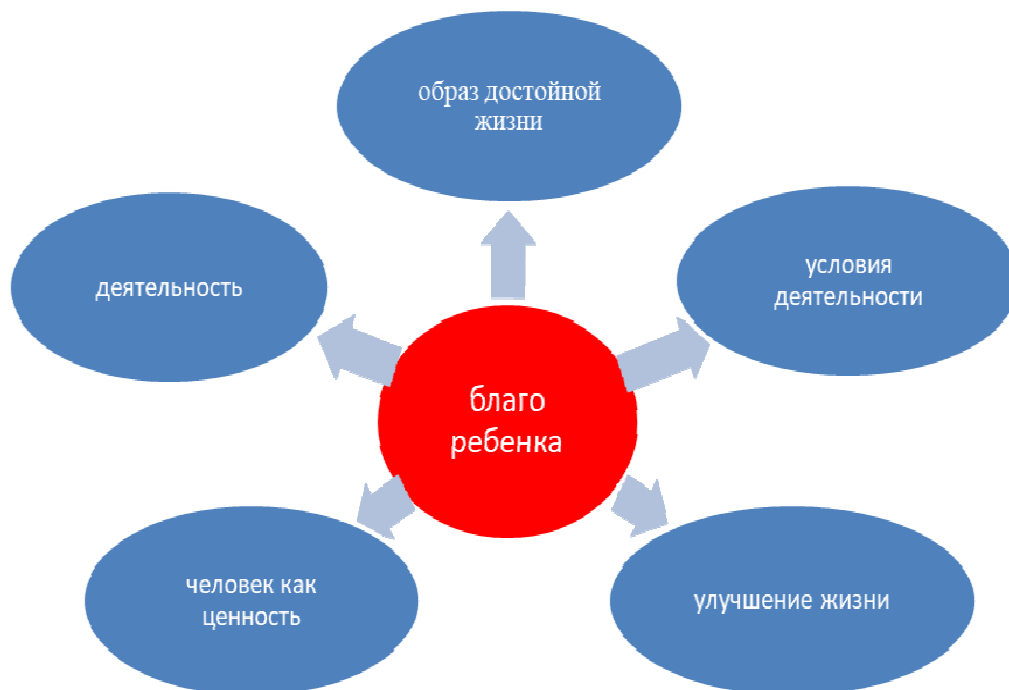 образ достойной
жизни
деятельность
условия
деятельности
благо
ребенка
человек как
ценность
улучшение жизни